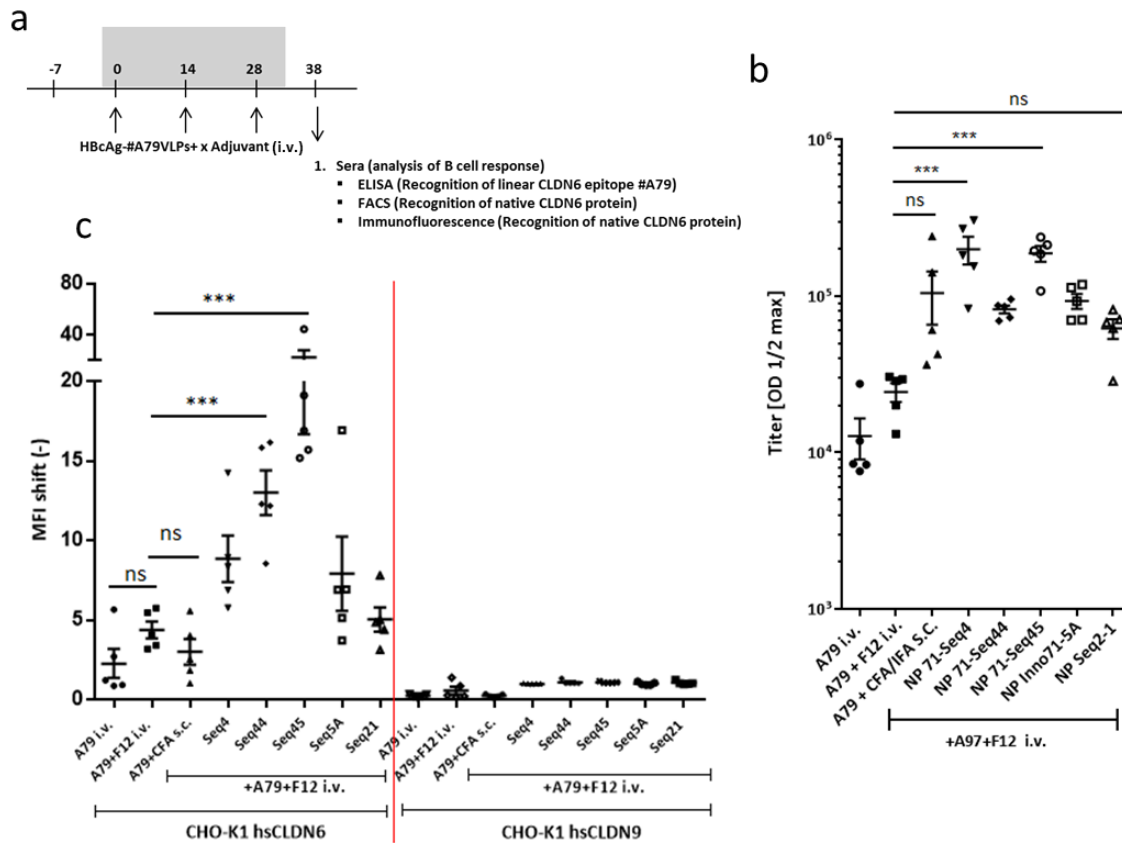 a
-7 0 14 28 38
HBcAg-#A79VLPs+ x Adjuvant (i.v.)
1. Sera (analysis of B cell response)
▪ ELISA (Recognition of linear CLDN6 epitope #A79)
▪ FACS (Recognition of native CLDN6 protein)
▪ Immunofluorescence (Recognition of native CLDN6 protein)
b
ns
***
***
ns
10⁶
10⁵
10⁴
10³
Titer [OD 1/2 max]
A79 i.v.
A79 + F12 i.v.
A79 + CFA/IFA S.C.
NP 71-Seq4
NP 71-Seq44
NP 71-Seq45
NP Inno71-5A
NP Seq2-1
+A97+F12 i.v.
c
80
40
20
15
10
5
0
MFI shift (-)
***
***
ns
ns
A79 i.v.
A79+F12 i.v.
A79+CFA s.c.
Seq4
Seq44
Seq45
Seq5A
Seq21
A79 i.v.
A79+F12 i.v.
A79+CFA s.c.
Seq4
Seq44
Seq45
Seq5A
Seq21
+A79+F12 i.v.
+A79+F12 i.v.
CHO-K1 hsCLDN6
CHO-K1 hsCLDN9